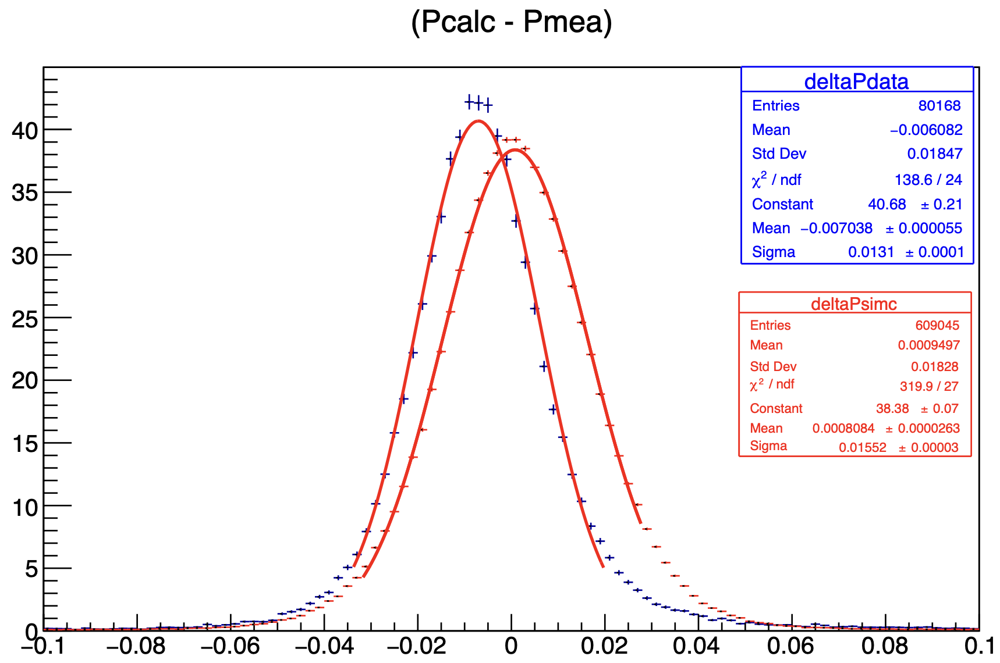 (Pcalc - Pmea)
deltaPdata
Entries 80168
Mean −0.006082
Std Dev 0.01847
χ² / ndf 138.6 / 24
Constant 40.68 ± 0.21
Mean −0.007038 ± 0.000055
Sigma 0.0131 ± 0.0001
deltaPsimc
Entries 609045
Mean 0.0009497
Std Dev 0.01828
χ² / ndf 319.9 / 27
Constant 38.38 ± 0.07
Mean 0.0008084 ± 0.0000263
Sigma 0.01552 ± 0.00003
40
35
30
25
20
15
10
5
0
−0.1 −0.08 −0.06 −0.04 −0.02 0 0.02 0.04 0.06 0.08 0.1